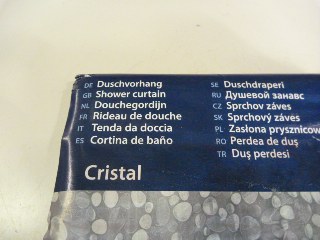 DE Duschvorhang
GB Shower curtain
NL Douchegordijn
FR Rideau de douche
IT Tenda da doccia
ES Cortina de baño
SE Duschdraperi
RU Душевой занавс
CZ Sprchov záves
SK Sprchový záves
PL Zasłona prysznicow
RO Perdea de duş
TR Duş perdesi
Cristal